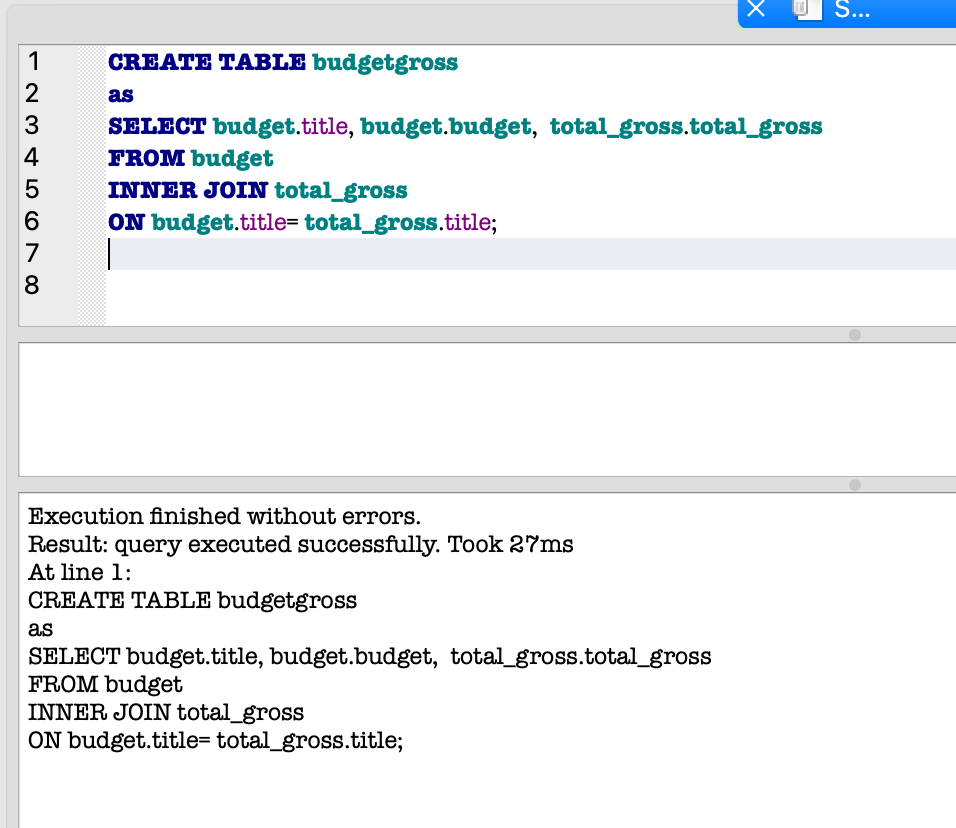 S...
1 CREATE TABLE budgetgross
2 as
3 SELECT budget.title, budget.budget,  total_gross.total_gross
4 FROM budget
5 INNER JOIN total_gross
6 ON budget.title= total_gross.title;
7
8
Execution finished without errors.
Result: query executed successfully. Took 27ms
At line 1:
CREATE TABLE budgetgross
as
SELECT budget.title, budget.budget,  total_gross.total_gross
FROM budget
INNER JOIN total_gross
ON budget.title= total_gross.title;